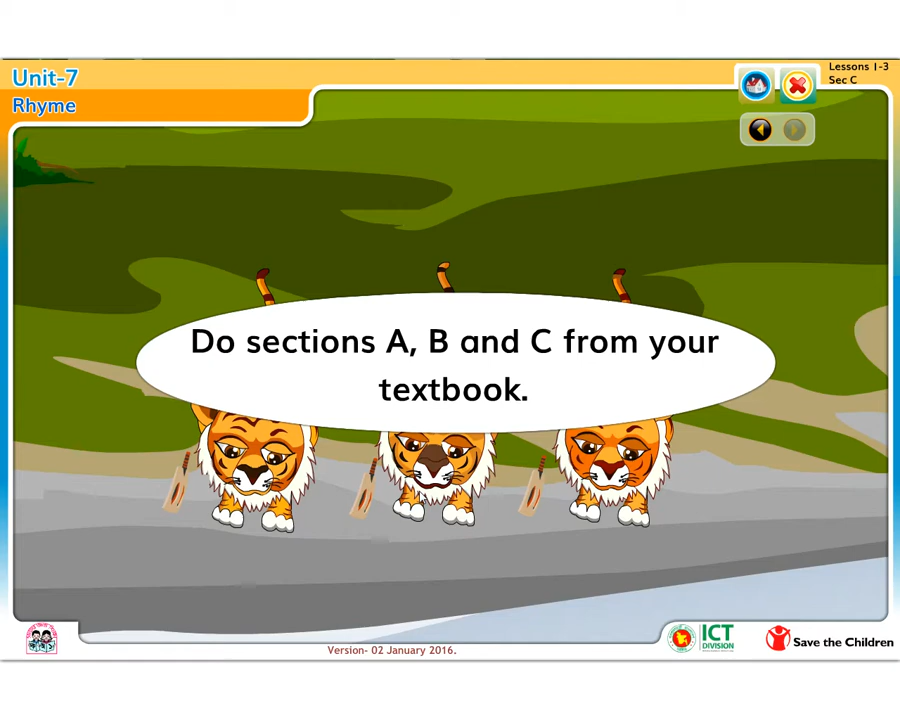 Unit-7
Rhyme
Lessons 1-3
Sec C
Do sections A, B and C from your
textbook.
Version- 02 January 2016.
ICT
DIVISION
Save the Children